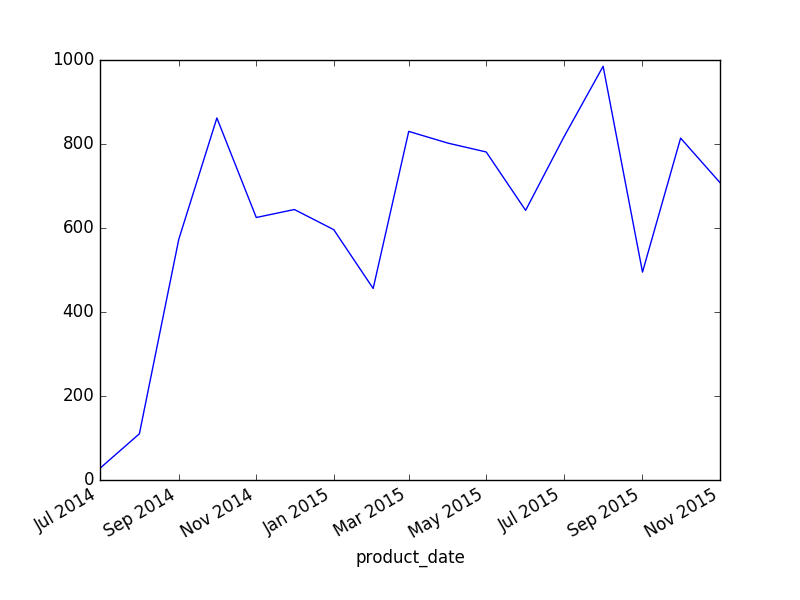 1000
800
600
400
200
0
Jul 2014
Sep 2014
Nov 2014
Jan 2015
Mar 2015
May 2015
Jul 2015
Sep 2015
Nov 2015
product_date